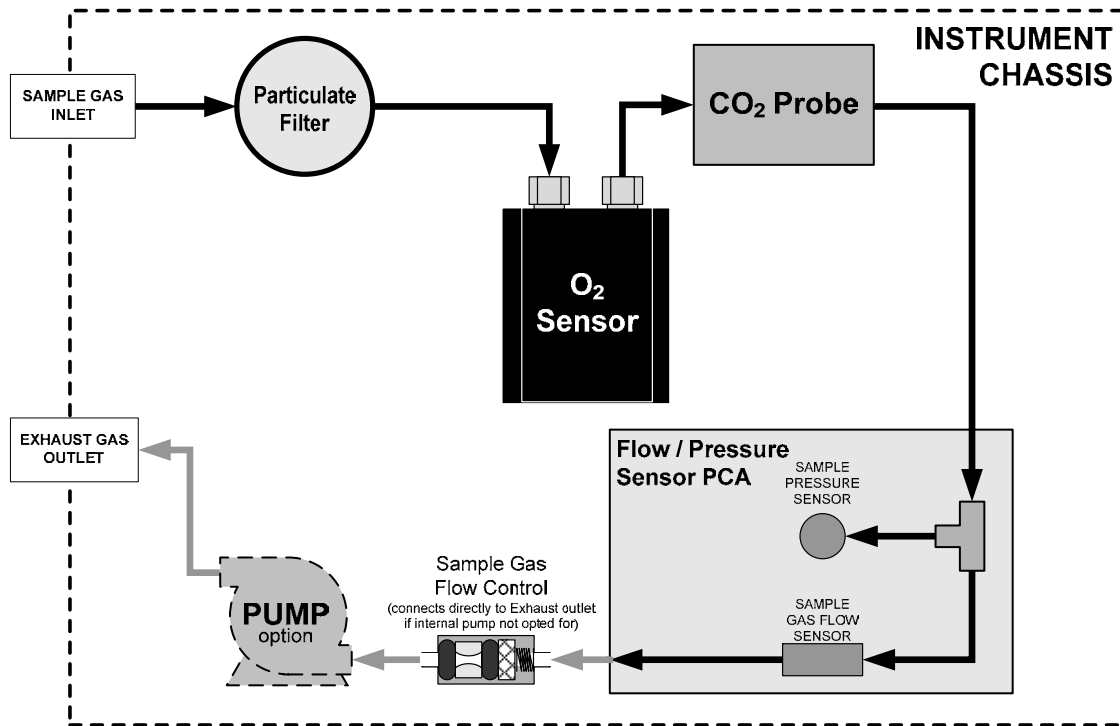 INSTRUMENT
CHASSIS
SAMPLE GAS
INLET
Particulate
Filter
CO₂ Probe
O₂
Sensor
EXHAUST GAS
OUTLET
Flow / Pressure
Sensor PCA
SAMPLE
PRESSURE
SENSOR
Sample Gas
Flow Control
(connects directly to Exhaust outlet
if internal pump not opted for)
PUMP
option
SAMPLE
GAS FLOW
SENSOR